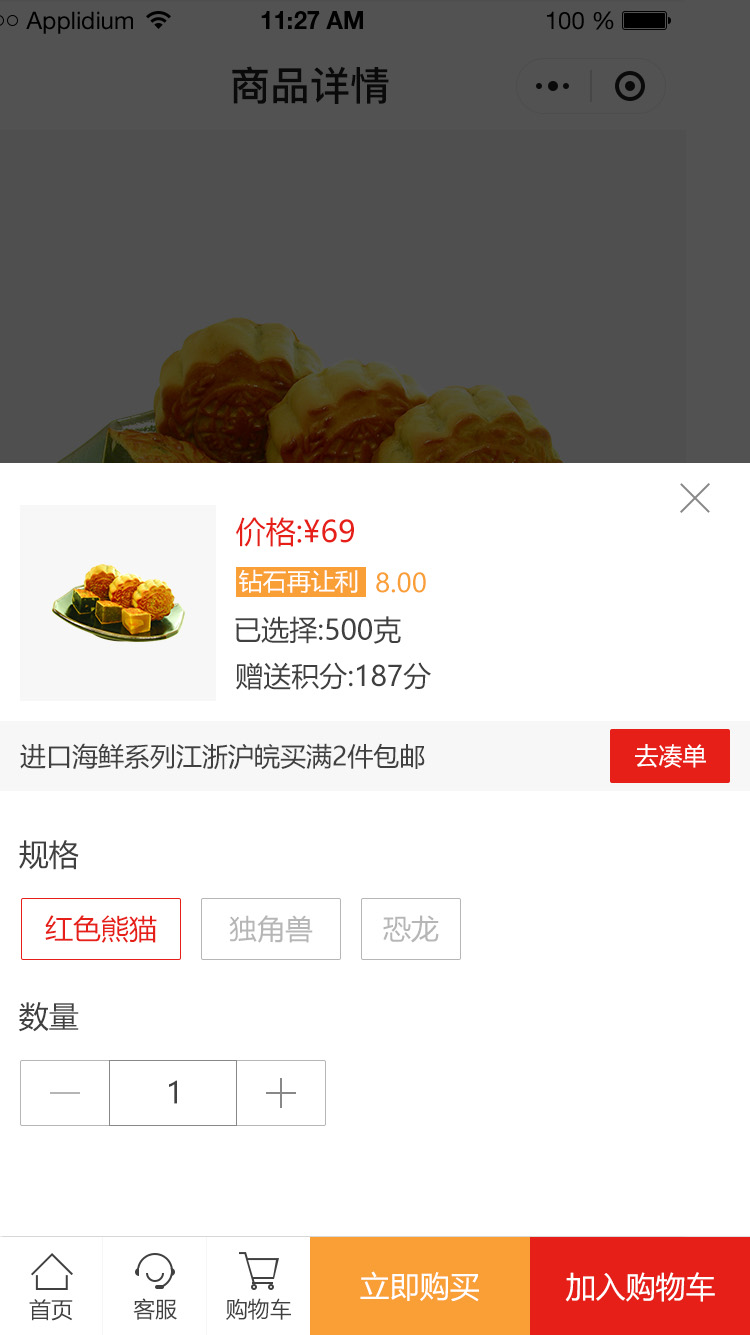 Applidium 11:27 AM 100 %
商品详情
价格:¥69
钻石再让利 8.00
已选择:500克
赠送积分:187分
进口海鲜系列江浙沪皖买满2件包邮 去凑单
规格
红色熊猫 独角兽 恐龙
数量
1
首页 客服 购物车 立即购买 加入购物车